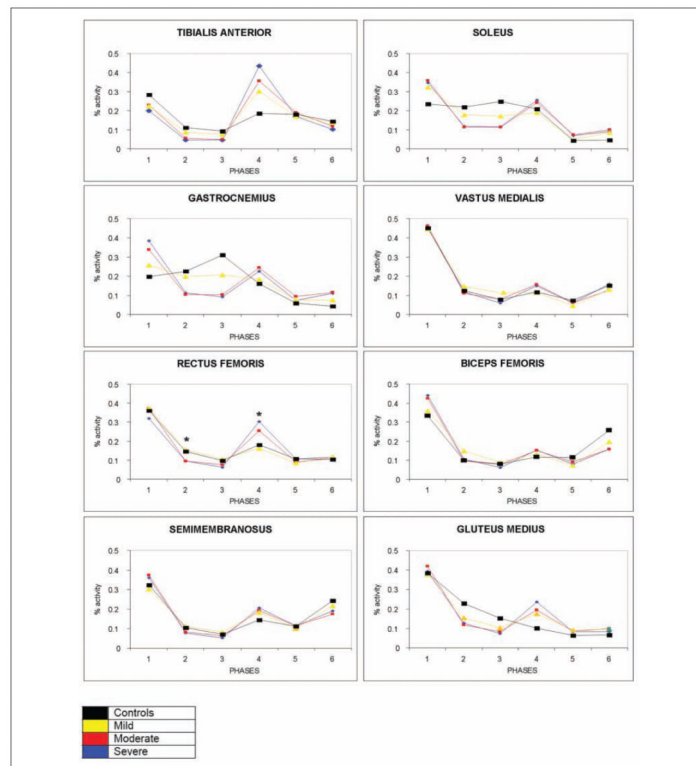 TIBIALIS ANTERIOR
0.5
0.4
0.3
0.2
0.1
0
% activity
1 2 3 4 5 6
PHASES
SOLEUS
0.5
0.4
0.3
0.2
0.1
0
% activity
1 2 3 4 5 6
PHASES
GASTROCNEMIUS
0.5
0.4
0.3
0.2
0.1
0
% activity
1 2 3 4 5 6
PHASES
VASTUS MEDIALIS
0.5
0.4
0.3
0.2
0.1
0
% activity
1 2 3 4 5 6
PHASES
RECTUS FEMORIS
0.5
0.4
0.3
0.2
0.1
0
% activity
* *
1 2 3 4 5 6
PHASES
BICEPS FEMORIS
0.5
0.4
0.3
0.2
0.1
0
% activity
1 2 3 4 5 6
PHASES
SEMIMEMBRANOSUS
0.5
0.4
0.3
0.2
0.1
0
% activity
1 2 3 4 5 6
PHASES
GLUTEUS MEDIUS
0.5
0.4
0.3
0.2
0.1
0
% activity
1 2 3 4 5 6
PHASES
Controls
Mild
Moderate
Severe